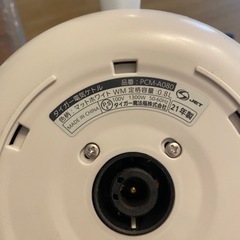 タイガー電気ケトル 品番：PCM-A080
色柄：マットホワイト WM 定格容量 0.8L
100V 1300W 50-60Hz
タイガー魔法瓶株式会社
MADE IN CHINA
21年製
PS E
JET